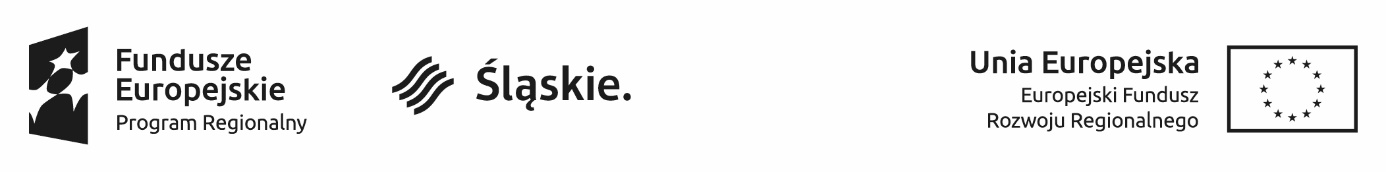 Fundusze
Europejskie
Program Regionalny
Śląskie.
Unia Europejska
Europejski Fundusz
Rozwoju Regionalnego